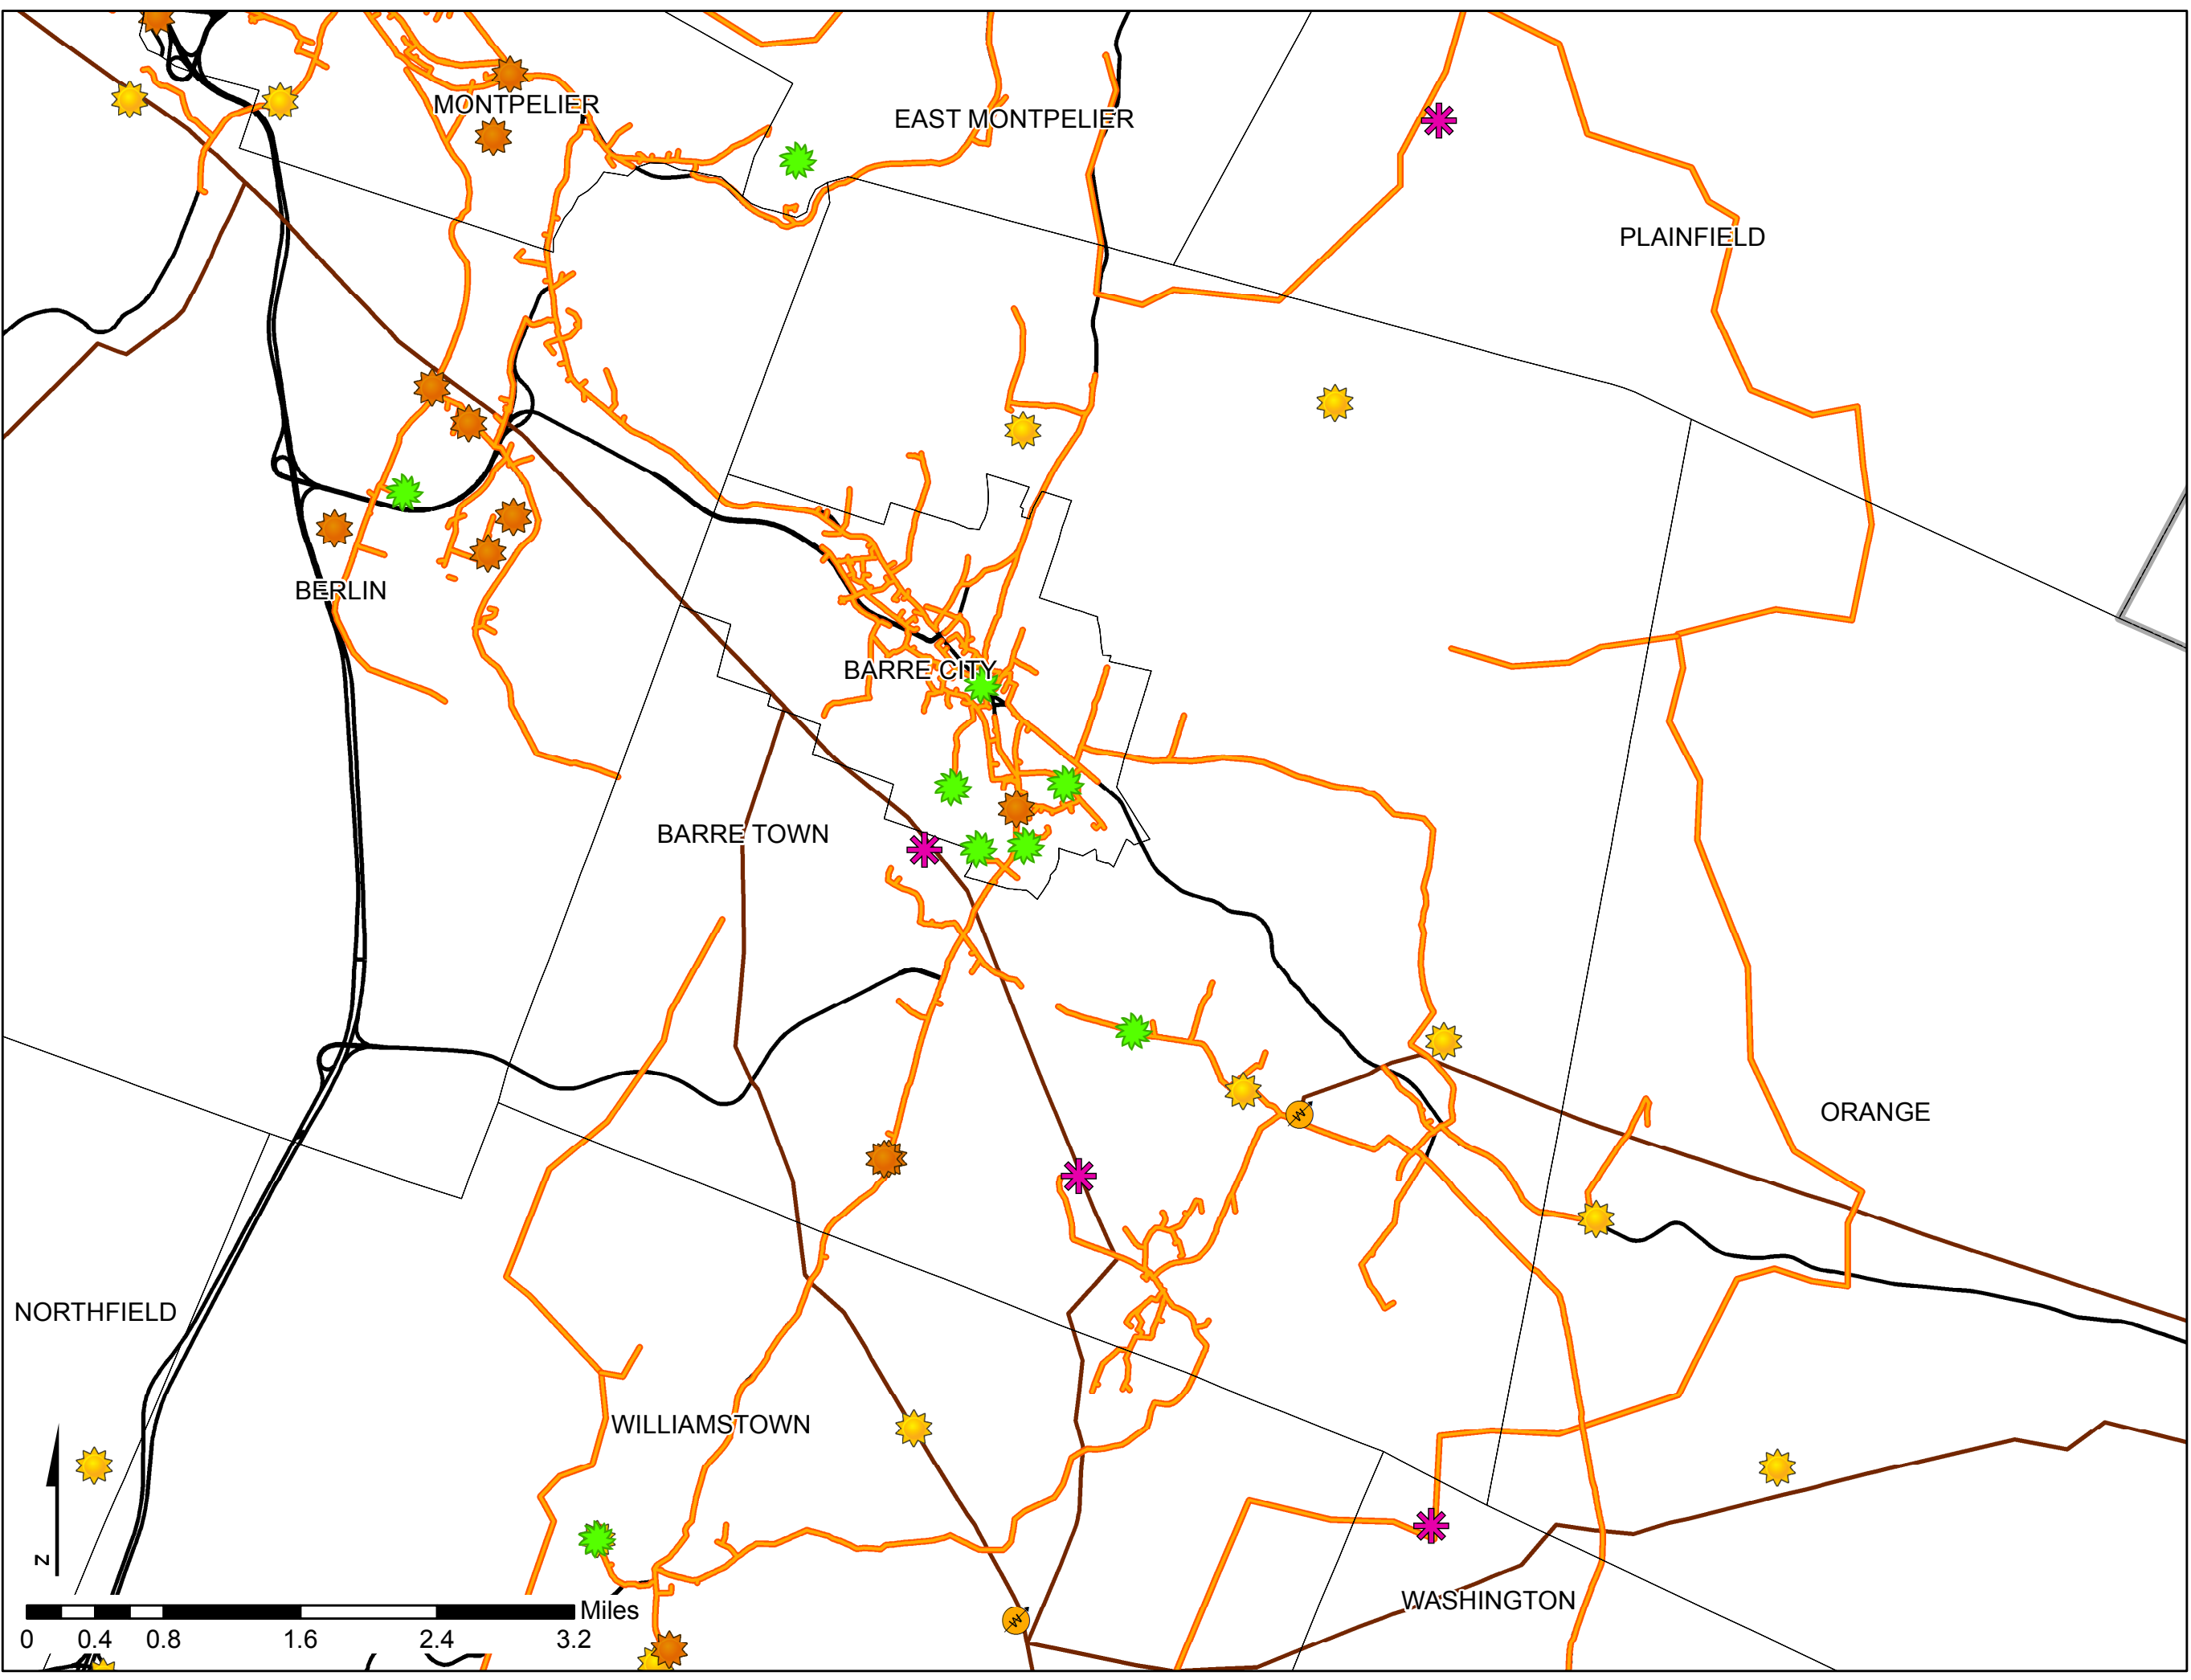 MONTPELIER
EAST MONTPELIER
PLAINFIELD
BERLIN
BARRE CITY
BARRE TOWN
ORANGE
W
NORTHFIELD
WILLIAMSTOWN
WASHINGTON
W
N
Miles
0 0.4 0.8 1.6 2.4 3.2